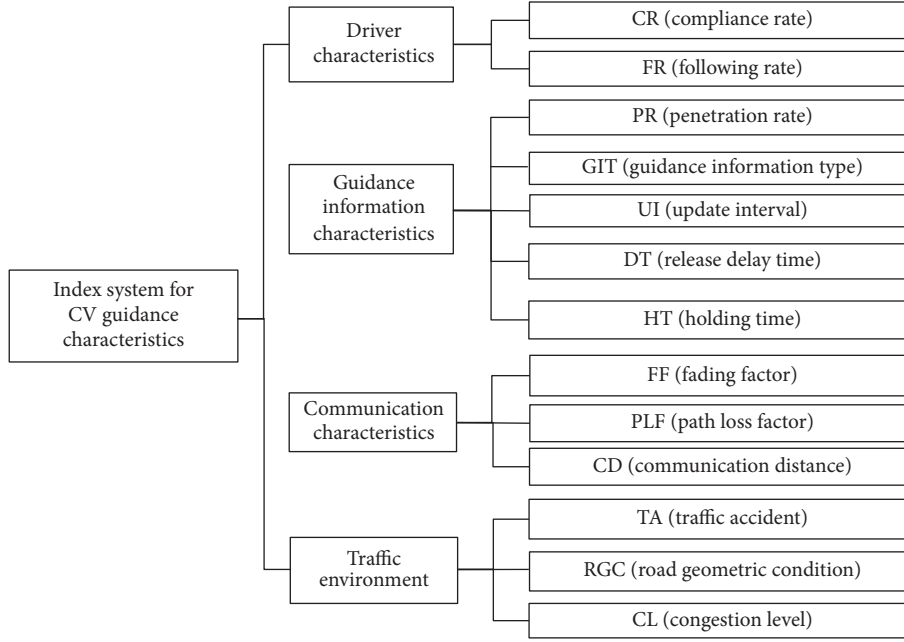 Index system for
CV guidance
characteristics
Driver
characteristics
CR (compliance rate)
FR (following rate)
Guidance
information
characteristics
PR (penetration rate)
GIT (guidance information type)
UI (update interval)
DT (release delay time)
HT (holding time)
Communication
characteristics
FF (fading factor)
PLF (path loss factor)
CD (communication distance)
Traffic
environment
TA (traffic accident)
RGC (road geometric condition)
CL (congestion level)